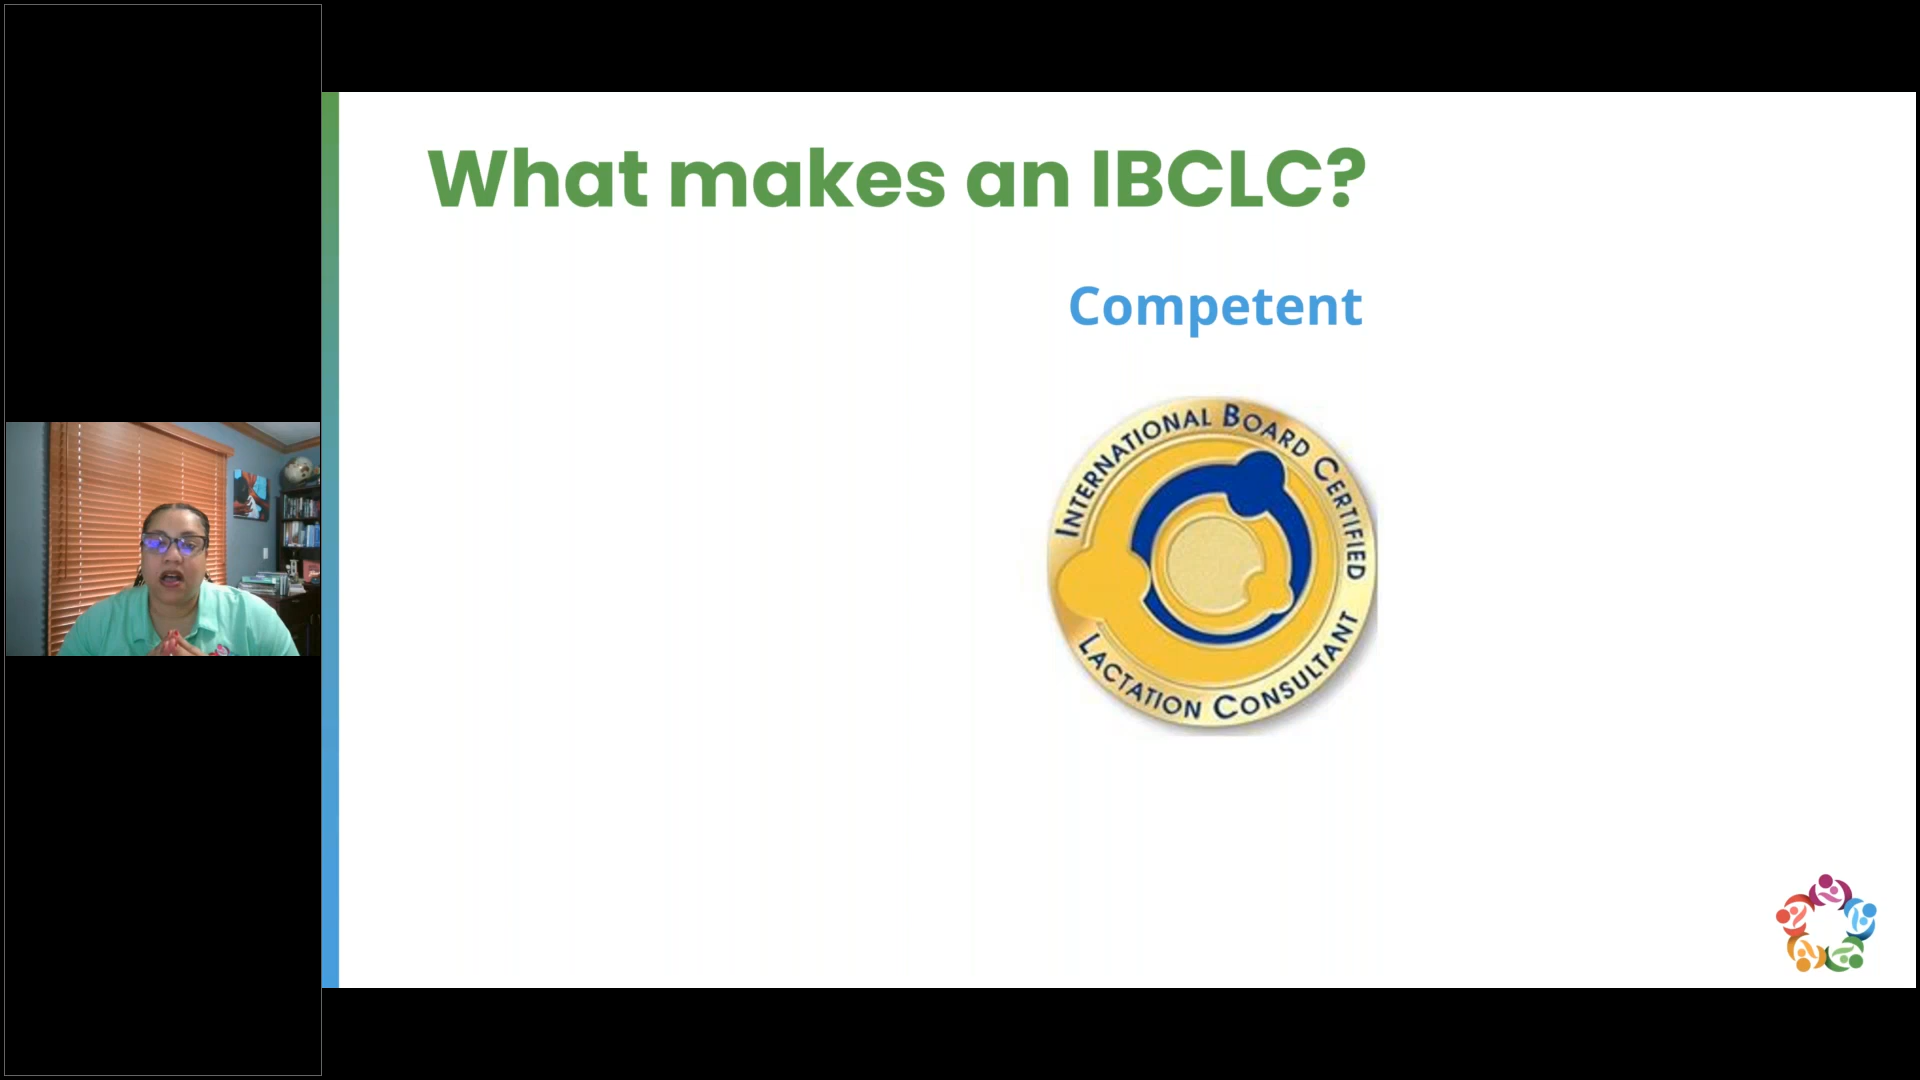 What makes an IBCLC?
Competent
INTERNATIONAL BOARD CERTIFIED
LACTATION CONSULTANT